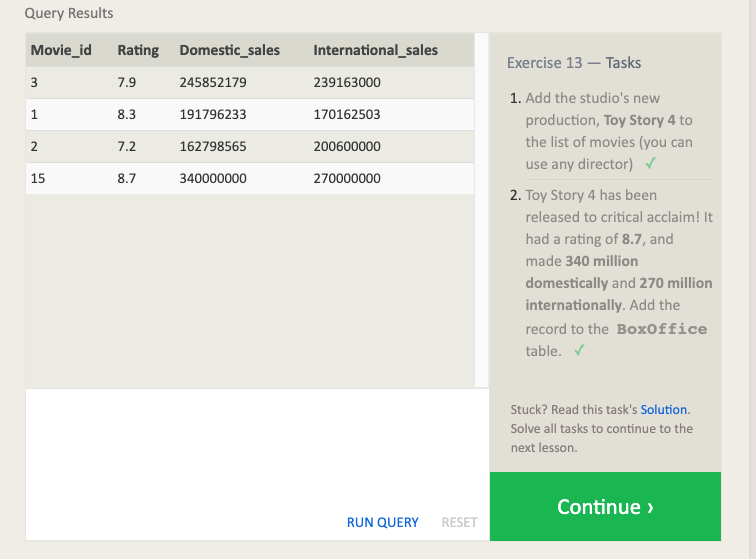 Query Results
Movie_id Rating Domestic_sales International_sales
3 7.9 245852179 239163000
1 8.3 191796233 170162503
2 7.2 162798565 200600000
15 8.7 340000000 270000000
RUN QUERY RESET
Exercise 13 — Tasks
1. Add the studio's new
production, Toy Story 4 to
the list of movies (you can
use any director) ✓
2. Toy Story 4 has been
released to critical acclaim! It
had a rating of 8.7, and
made 340 million
domestically and 270 million
internationally. Add the
record to the BoxOffice
table. ✓
Stuck? Read this task's Solution.
Solve all tasks to continue to the
next lesson.
Continue ›